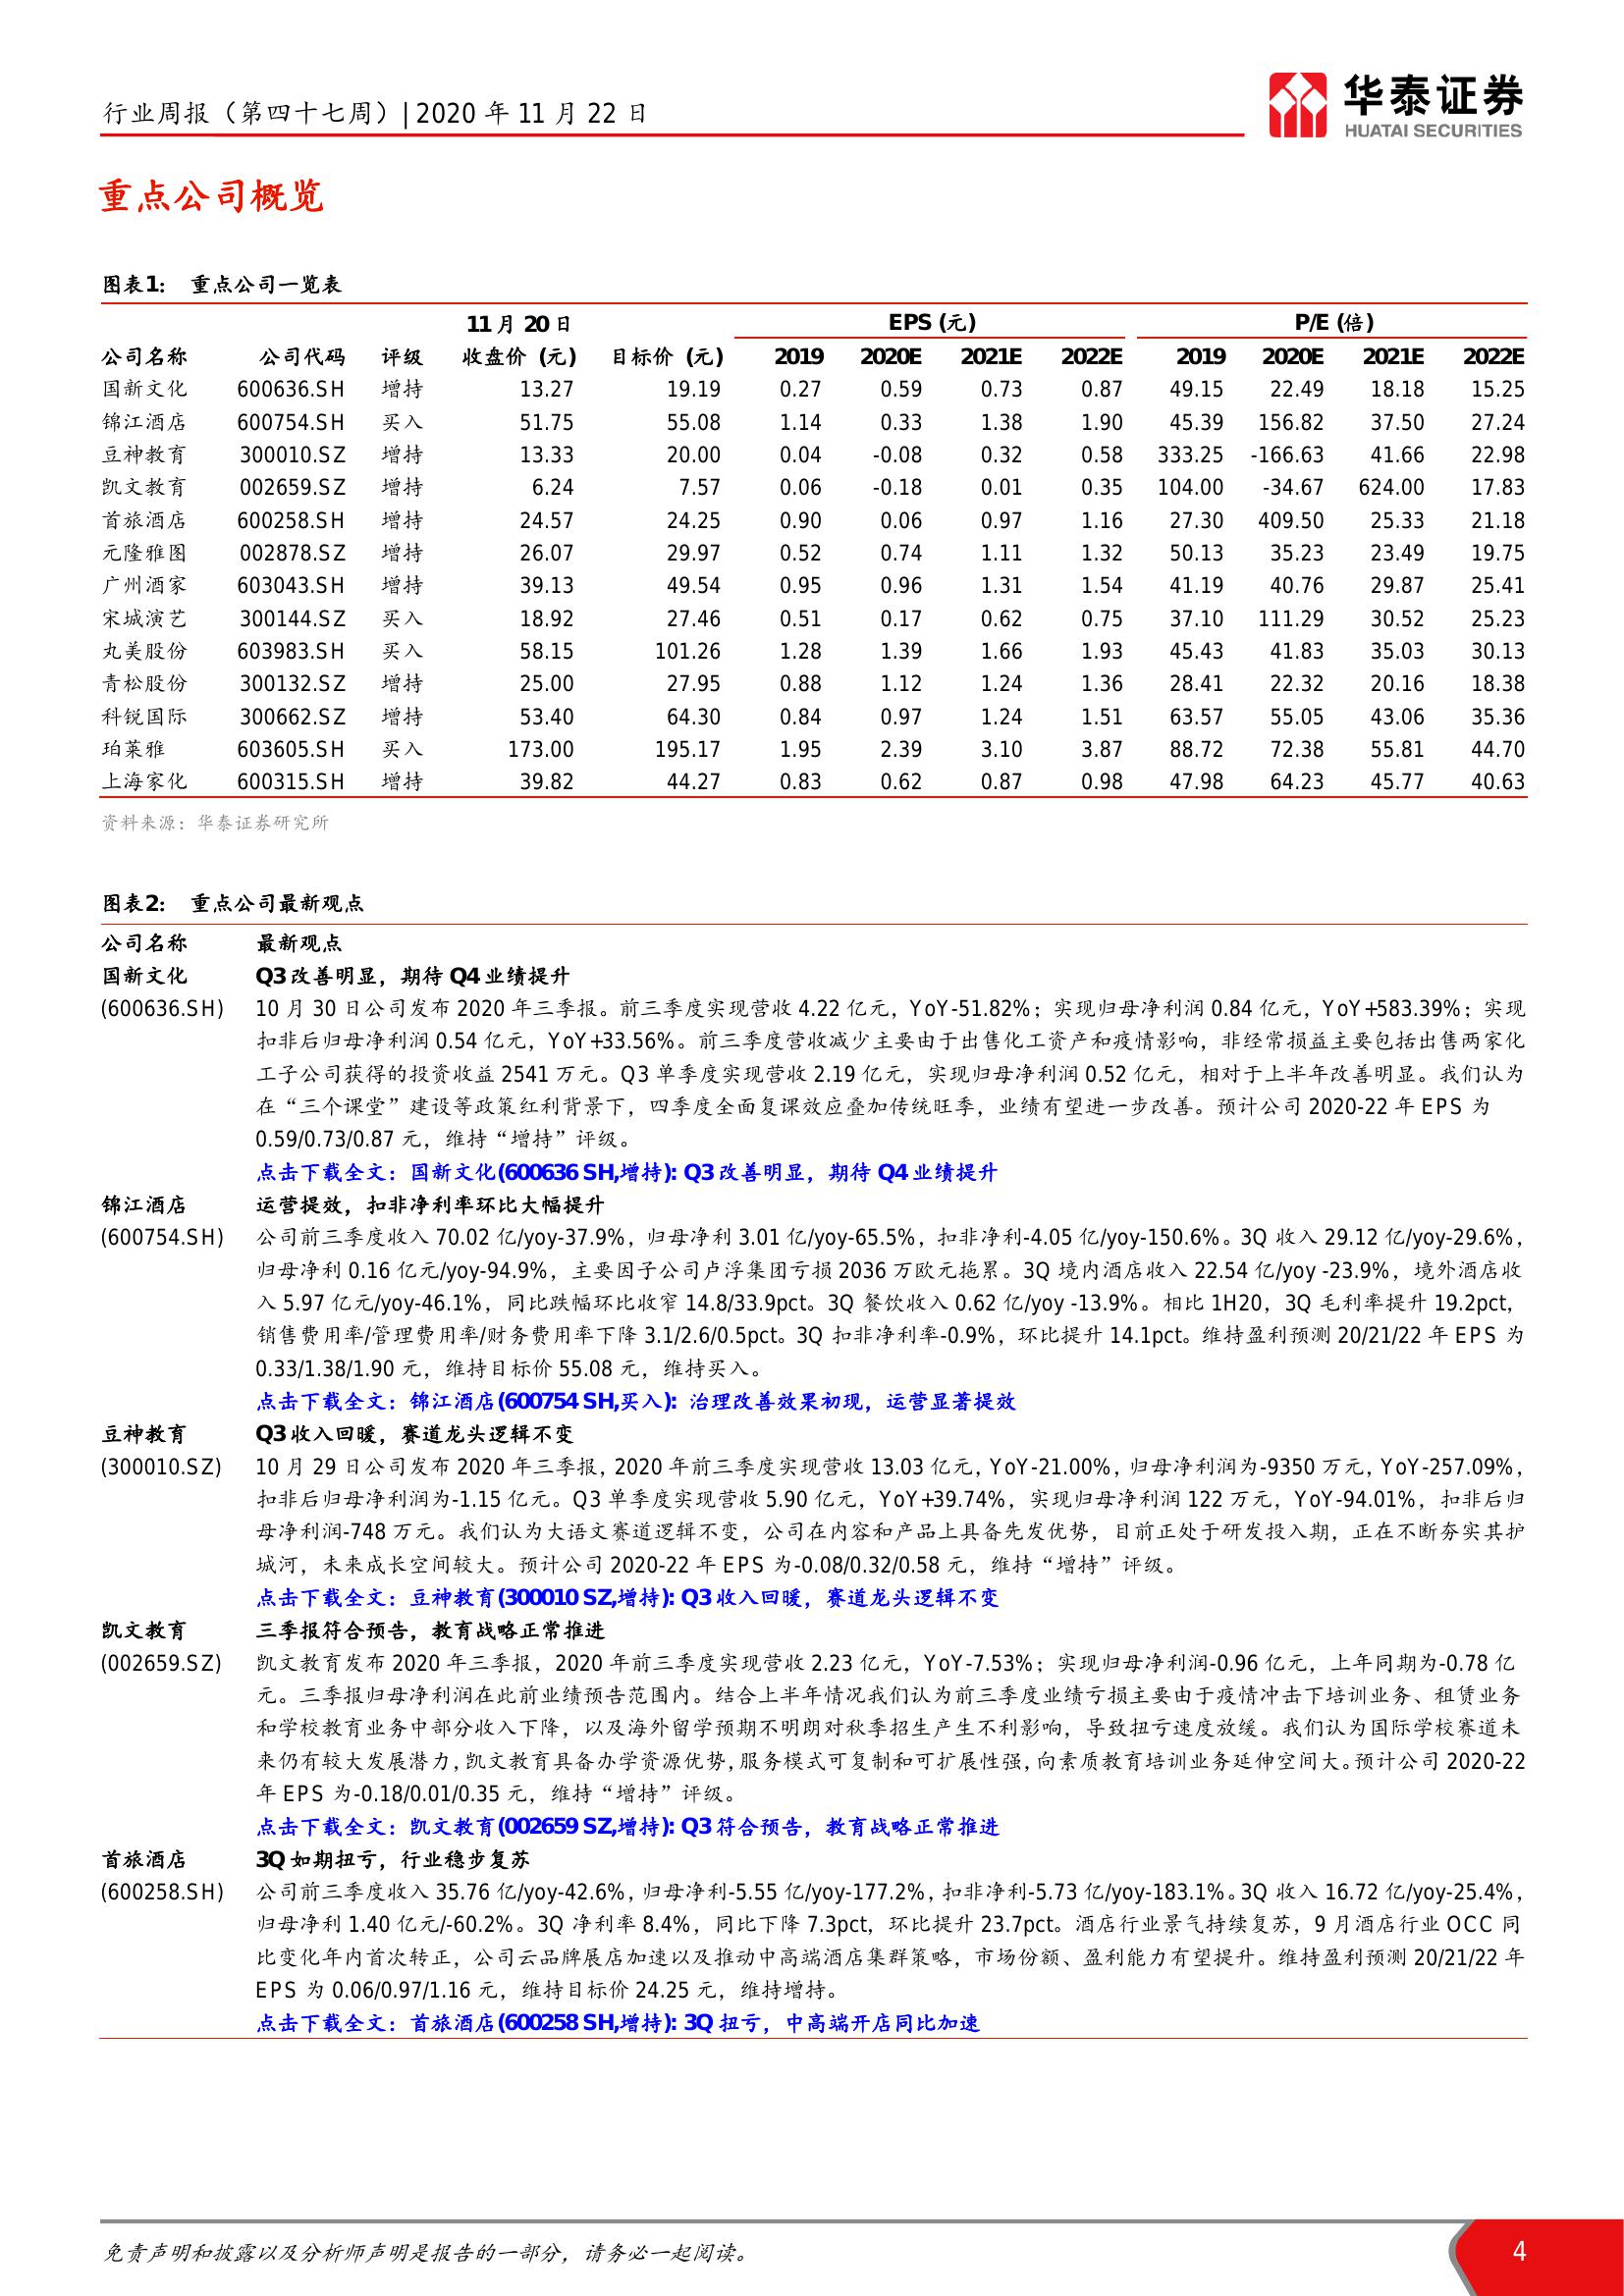 行业周报（第四十七周）| 2020 年 11 月 22 日
华泰证券
HUATAI SECURITIES
重点公司概览
图表1： 重点公司一览表
11 月 20 日 EPS (元) P/E (倍)
公司名称 公司代码 评级 收盘价 (元) 目标价 (元) 2019 2020E 2021E 2022E 2019 2020E 2021E 2022E
国新文化 600636.SH 增持 13.27 19.19 0.27 0.59 0.73 0.87 49.15 22.49 18.18 15.25
锦江酒店 600754.SH 买入 51.75 55.08 1.14 0.33 1.38 1.90 45.39 156.82 37.50 27.24
豆神教育 300010.SZ 增持 13.33 20.00 0.04 -0.08 0.32 0.58 333.25 -166.63 41.66 22.98
凯文教育 002659.SZ 增持 6.24 7.57 0.06 -0.18 0.01 0.35 104.00 -34.67 624.00 17.83
首旅酒店 600258.SH 增持 24.57 24.25 0.90 0.06 0.97 1.16 27.30 409.50 25.33 21.18
元隆雅图 002878.SZ 增持 26.07 29.97 0.52 0.74 1.11 1.32 50.13 35.23 23.49 19.75
广州酒家 603043.SH 增持 39.13 49.54 0.95 0.96 1.31 1.54 41.19 40.76 29.87 25.41
宋城演艺 300144.SZ 买入 18.92 27.46 0.51 0.17 0.62 0.75 37.10 111.29 30.52 25.23
丸美股份 603983.SH 买入 58.15 101.26 1.28 1.39 1.66 1.93 45.43 41.83 35.03 30.13
青松股份 300132.SZ 增持 25.00 27.95 0.88 1.12 1.24 1.36 28.41 22.32 20.16 18.38
科锐国际 300662.SZ 增持 53.40 64.30 0.84 0.97 1.24 1.51 63.57 55.05 43.06 35.36
珀莱雅 603605.SH 买入 173.00 195.17 1.95 2.39 3.10 3.87 88.72 72.38 55.81 44.70
上海家化 600315.SH 增持 39.82 44.27 0.83 0.62 0.87 0.98 47.98 64.23 45.77 40.63
资料来源：华泰证券研究所
图表2： 重点公司最新观点
公司名称 最新观点
国新文化 Q3 改善明显，期待 Q4 业绩提升
(600636.SH) 10 月 30 日公司发布 2020 年三季报。前三季度实现营收 4.22 亿元，YoY-51.82%；实现归母净利润 0.84 亿元，YoY+583.39%；实现
扣非后归母净利润 0.54 亿元，YoY+33.56%。前三季度营收减少主要由于出售化工资产和疫情影响，非经常损益主要包括出售两家化
工子公司获得的投资收益 2541 万元。Q3 单季度实现营收 2.19 亿元，实现归母净利润 0.52 亿元，相对于上半年改善明显。我们认为
在“三个课堂”建设等政策红利背景下，四季度全面复课效应叠加传统旺季，业绩有望进一步改善。预计公司 2020-22 年 EPS 为
0.59/0.73/0.87 元，维持“增持”评级。
点击下载全文：国新文化(600636 SH,增持): Q3 改善明显，期待 Q4 业绩提升
锦江酒店 运营提效，扣非净利率环比大幅提升
(600754.SH) 公司前三季度收入 70.02 亿/yoy-37.9%，归母净利 3.01 亿/yoy-65.5%，扣非净利-4.05 亿/yoy-150.6%。3Q 收入 29.12 亿/yoy-29.6%，
归母净利 0.16 亿元/yoy-94.9%，主要因子公司卢浮集团亏损 2036 万欧元拖累。3Q 境内酒店收入 22.54 亿/yoy -23.9%，境外酒店收
入 5.97 亿元/yoy-46.1%，同比跌幅环比收窄 14.8/33.9pct。3Q 餐饮收入 0.62 亿/yoy -13.9%。相比 1H20，3Q 毛利率提升 19.2pct，
销售费用率/管理费用率/财务费用率下降 3.1/2.6/0.5pct。3Q 扣非净利率-0.9%，环比提升 14.1pct。维持盈利预测 20/21/22 年 EPS 为
0.33/1.38/1.90 元，维持目标价 55.08 元，维持买入。
点击下载全文：锦江酒店(600754 SH,买入): 治理改善效果初现，运营显著提效
豆神教育 Q3 收入回暖，赛道龙头逻辑不变
(300010.SZ) 10 月 29 日公司发布 2020 年三季报，2020 年前三季度实现营收 13.03 亿元，YoY-21.00%，归母净利润为-9350 万元，YoY-257.09%，
扣非后归母净利润为-1.15 亿元。Q3 单季度实现营收 5.90 亿元，YoY+39.74%，实现归母净利润 122 万元，YoY-94.01%，扣非后归
母净利润-748 万元。我们认为大语文赛道逻辑不变，公司在内容和产品上具备先发优势，目前正处于研发投入期，正在不断夯实其护
城河，未来成长空间较大。预计公司 2020-22 年 EPS 为-0.08/0.32/0.58 元，维持“增持”评级。
点击下载全文：豆神教育(300010 SZ,增持): Q3 收入回暖，赛道龙头逻辑不变
凯文教育 三季报符合预告，教育战略正常推进
(002659.SZ) 凯文教育发布 2020 年三季报，2020 年前三季度实现营收 2.23 亿元，YoY-7.53%；实现归母净利润-0.96 亿元，上年同期为-0.78 亿
元。三季报归母净利润在此前业绩预告范围内。结合上半年情况我们认为前三季度业绩亏损主要由于疫情冲击下培训业务、租赁业务
和学校教育业务中部分收入下降，以及海外留学预期不明朗对秋季招生产生不利影响，导致扭亏速度放缓。我们认为国际学校赛道未
来仍有较大发展潜力，凯文教育具备办学资源优势，服务模式可复制和可扩展性强，向素质教育培训业务延伸空间大。预计公司 2020-22
年 EPS 为-0.18/0.01/0.35 元，维持“增持”评级。
点击下载全文：凯文教育(002659 SZ,增持): Q3 符合预告，教育战略正常推进
首旅酒店 3Q 如期扭亏，行业稳步复苏
(600258.SH) 公司前三季度收入 35.76 亿/yoy-42.6%，归母净利-5.55 亿/yoy-177.2%，扣非净利-5.73 亿/yoy-183.1%。3Q 收入 16.72 亿/yoy-25.4%，
归母净利 1.40 亿元/-60.2%。3Q 净利率 8.4%，同比下降 7.3pct，环比提升 23.7pct。酒店行业景气持续复苏，9 月酒店行业 OCC 同
比变化年内首次转正，公司云品牌展店加速以及推动中高端酒店集群策略，市场份额、盈利能力有望提升。维持盈利预测 20/21/22 年
EPS 为 0.06/0.97/1.16 元，维持目标价 24.25 元，维持增持。
点击下载全文：首旅酒店(600258 SH,增持): 3Q 扭亏，中高端开店同比加速
免责声明和披露以及分析师声明是报告的一部分，请务必一起阅读。 4